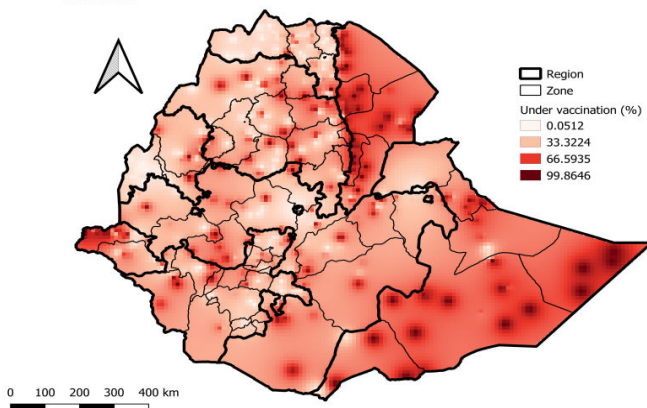 Region
Zone
Under vaccination (%)
0.0512
33.3224
66.5935
99.8646
0 100 200 300 400 km